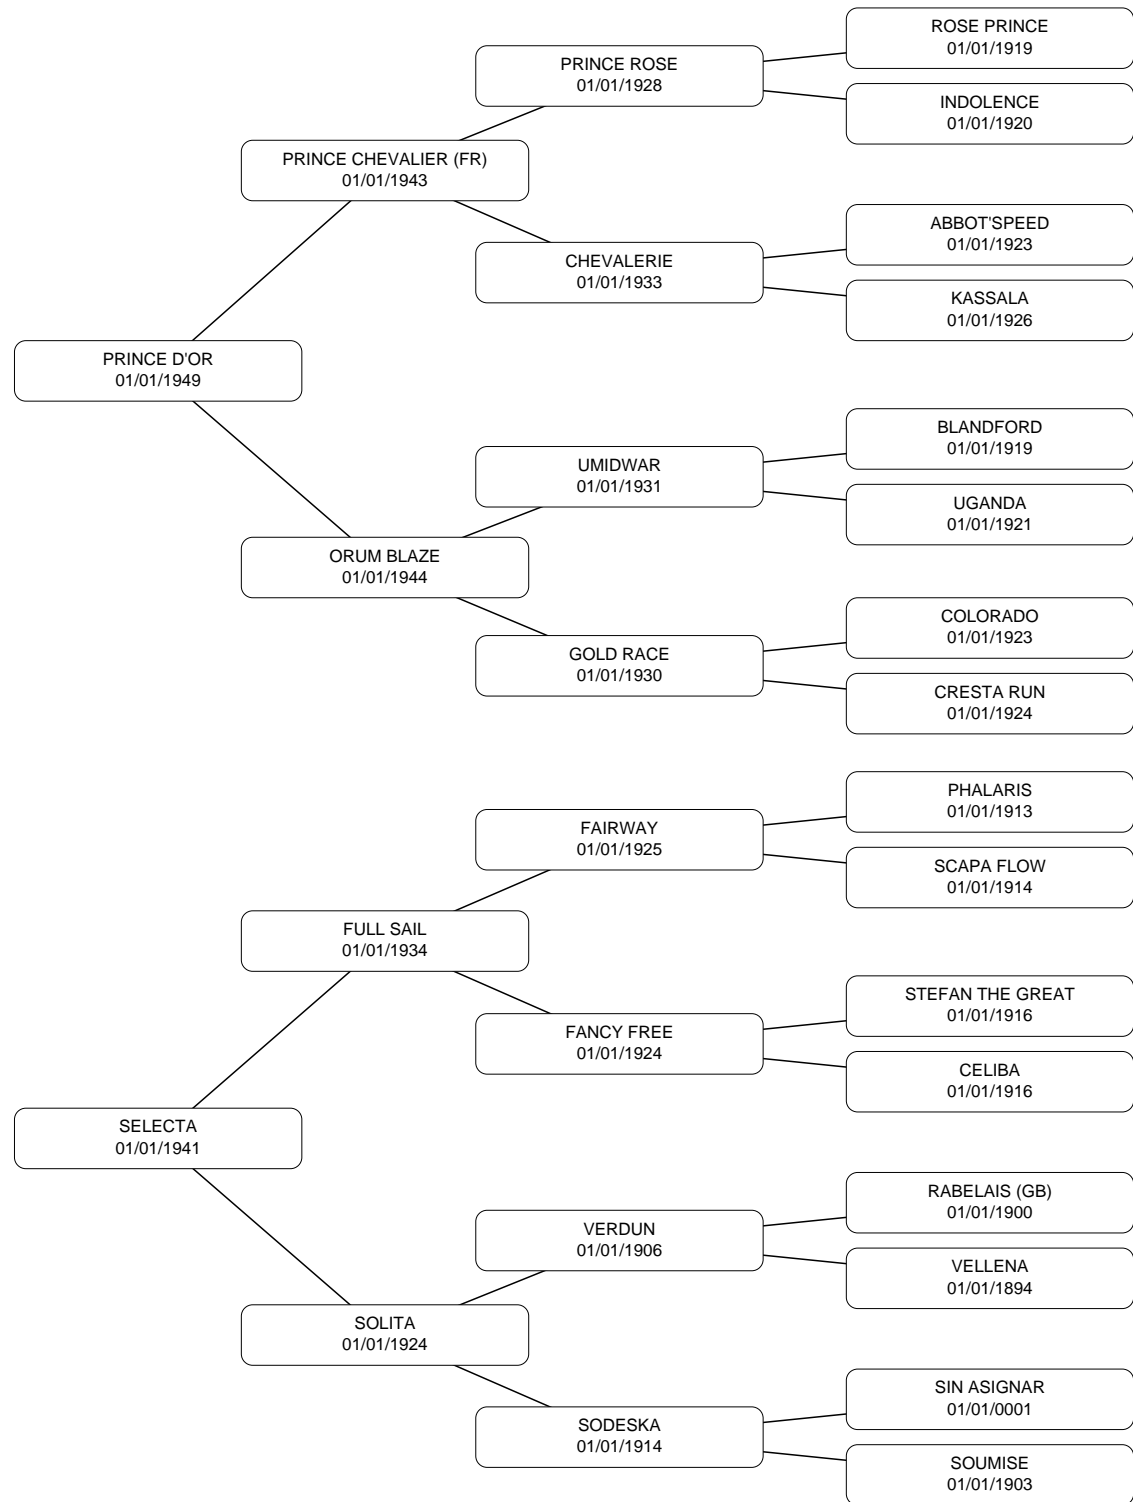 ROSE PRINCE
01/01/1919
PRINCE ROSE
01/01/1928
INDOLENCE
01/01/1920
PRINCE CHEVALIER (FR)
01/01/1943
ABBOT'SPEED
01/01/1923
CHEVALERIE
01/01/1933
KASSALA
01/01/1926
PRINCE D'OR
01/01/1949
BLANDFORD
01/01/1919
UMIDWAR
01/01/1931
UGANDA
01/01/1921
ORUM BLAZE
01/01/1944
COLORADO
01/01/1923
GOLD RACE
01/01/1930
CRESTA RUN
01/01/1924
PHALARIS
01/01/1913
FAIRWAY
01/01/1925
SCAPA FLOW
01/01/1914
FULL SAIL
01/01/1934
STEFAN THE GREAT
01/01/1916
FANCY FREE
01/01/1924
CELIBA
01/01/1916
SELECTA
01/01/1941
RABELAIS (GB)
01/01/1900
VERDUN
01/01/1906
VELLENA
01/01/1894
SOLITA
01/01/1924
SIN ASIGNAR
01/01/0001
SODESKA
01/01/1914
SOUMISE
01/01/1903